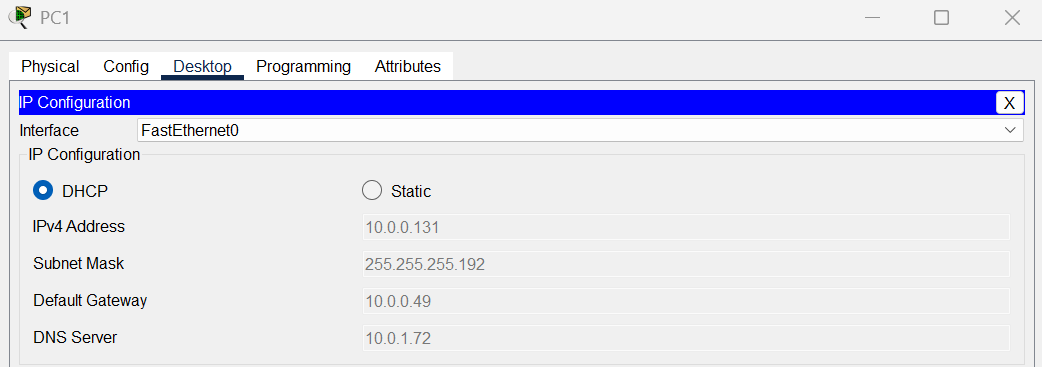 PC1
Physical Config Desktop Programming Attributes
IP Configuration X
Interface FastEthernet0
IP Configuration
DHCP Static
IPv4 Address 10.0.0.131
Subnet Mask 255.255.255.192
Default Gateway 10.0.0.49
DNS Server 10.0.1.72